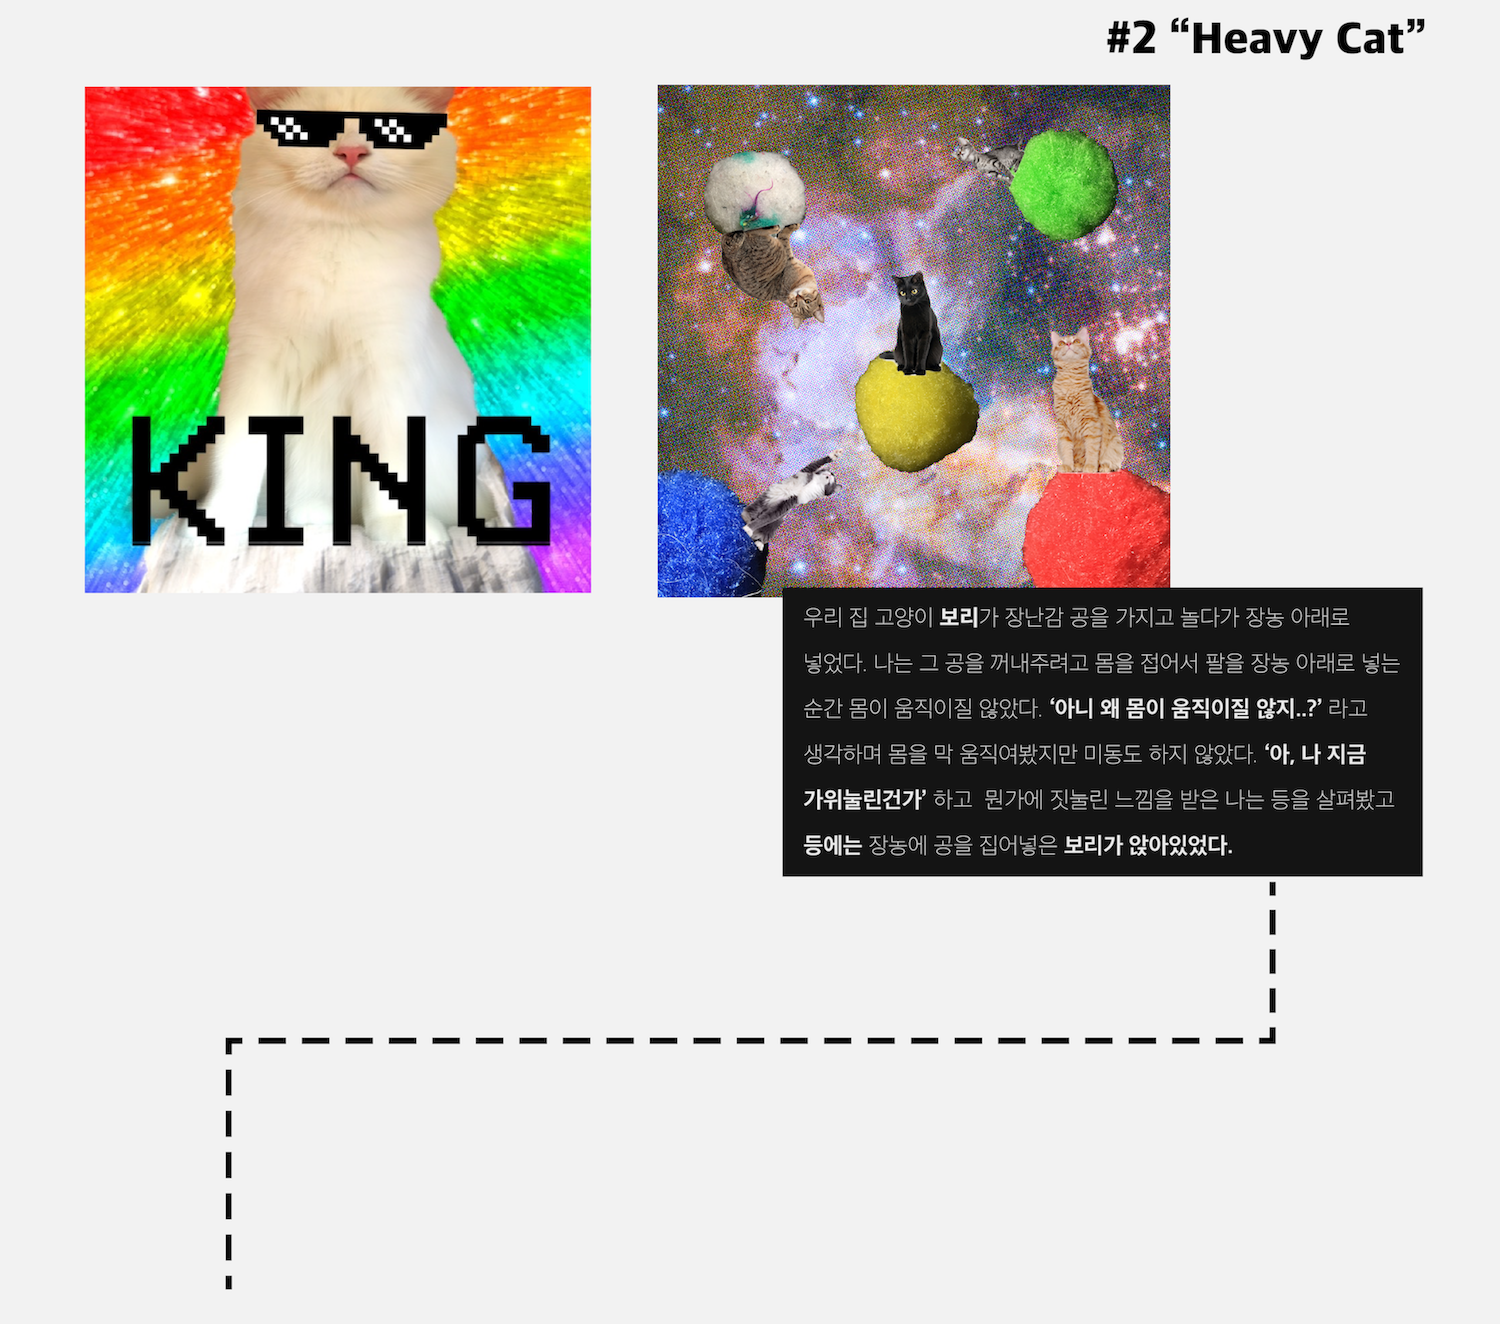 #2 “Heavy Cat”
KING
우리 집 고양이 보리가 장난감 공을 가지고 놀다가 장농 아래로
넣었다. 나는 그 공을 꺼내주려고 몸을 접어서 팔을 장농 아래로 넣는
순간 몸이 움직이질 않았다. ‘아니 왜 몸이 움직이질 않지..?’ 라고
생각하며 몸을 막 움직여봤지만 미동도 하지 않았다. ‘아, 나 지금
가위눌린건가’ 하고 뭔가에 짓눌린 느낌을 받은 나는 등을 살펴봤고
등에는 장농에 공을 집어넣은 보리가 앉아있었다.